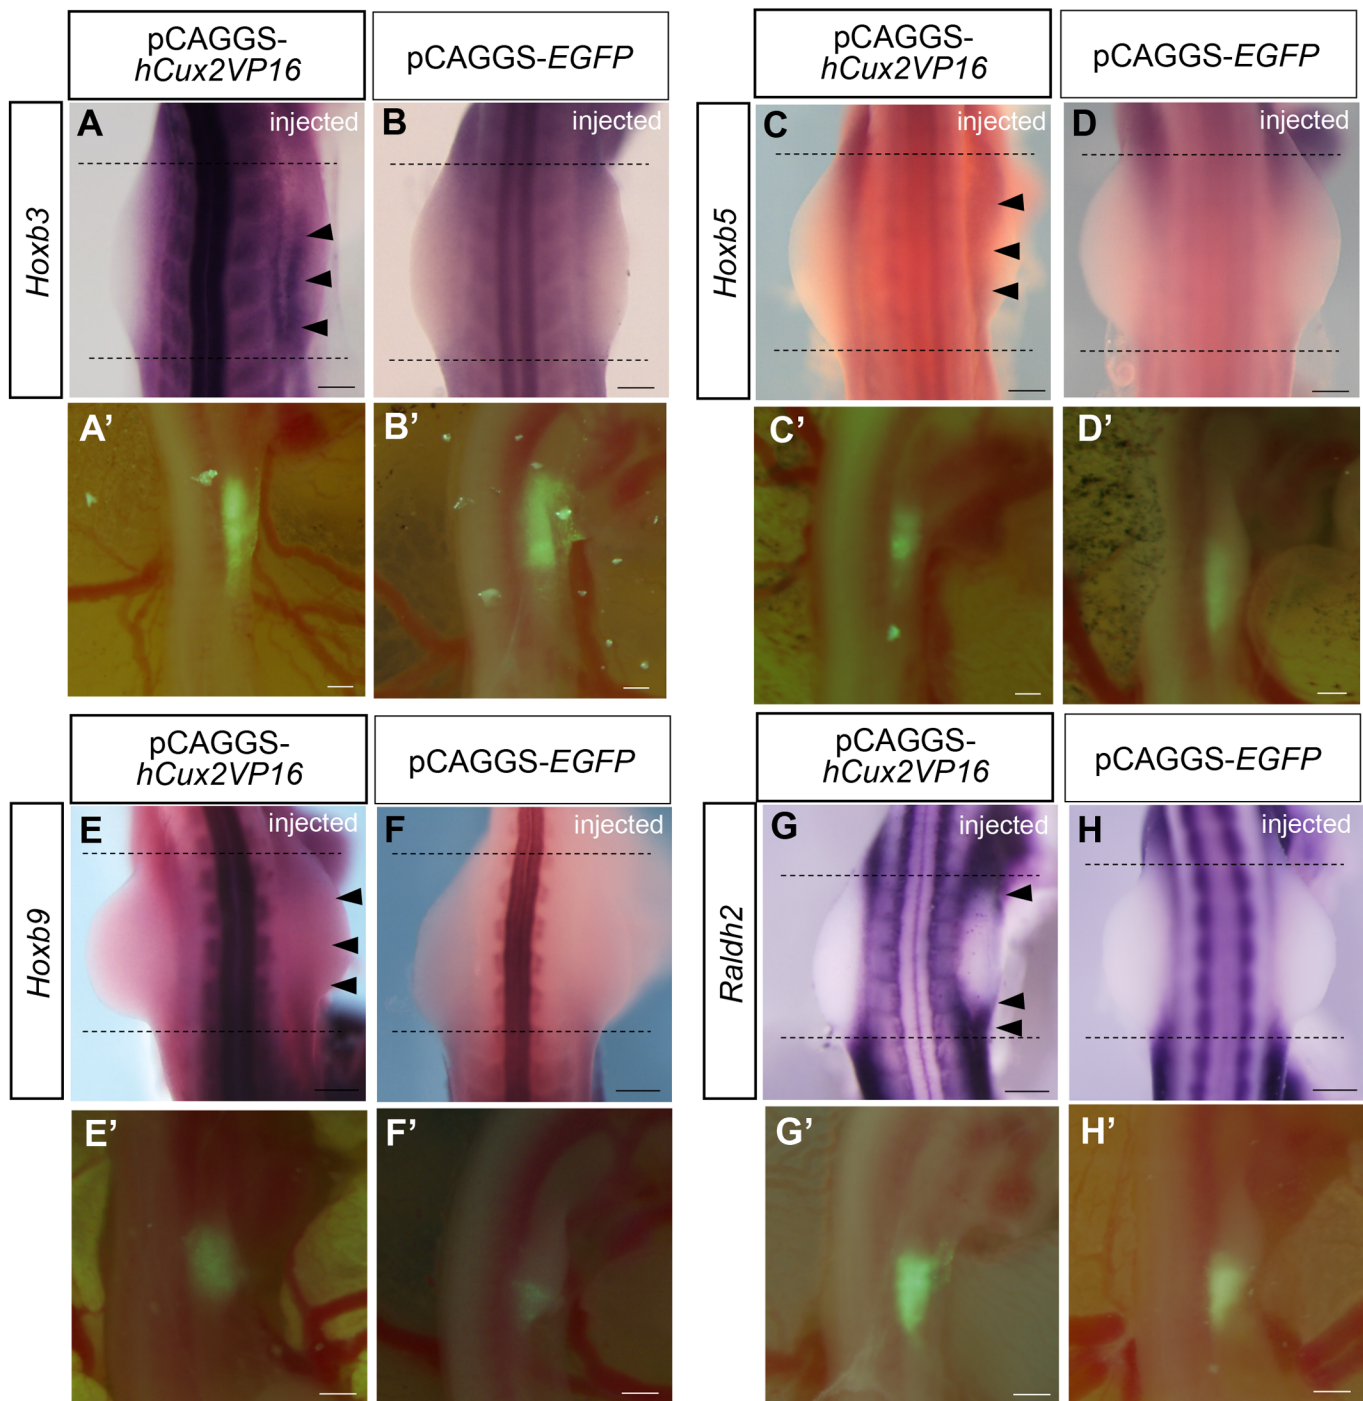 pCAGGS-
hCux2VP16
pCAGGS-EGFP
Hoxb3
A
injected
B
injected
A’
B’
pCAGGS-
hCux2VP16
pCAGGS-EGFP
Hoxb5
C
injected
D
injected
C’
D’
pCAGGS-
hCux2VP16
pCAGGS-EGFP
Hoxb9
E
injected
F
injected
E’
F’
pCAGGS-
hCux2VP16
pCAGGS-EGFP
Raldh2
G
injected
H
injected
G’
H’